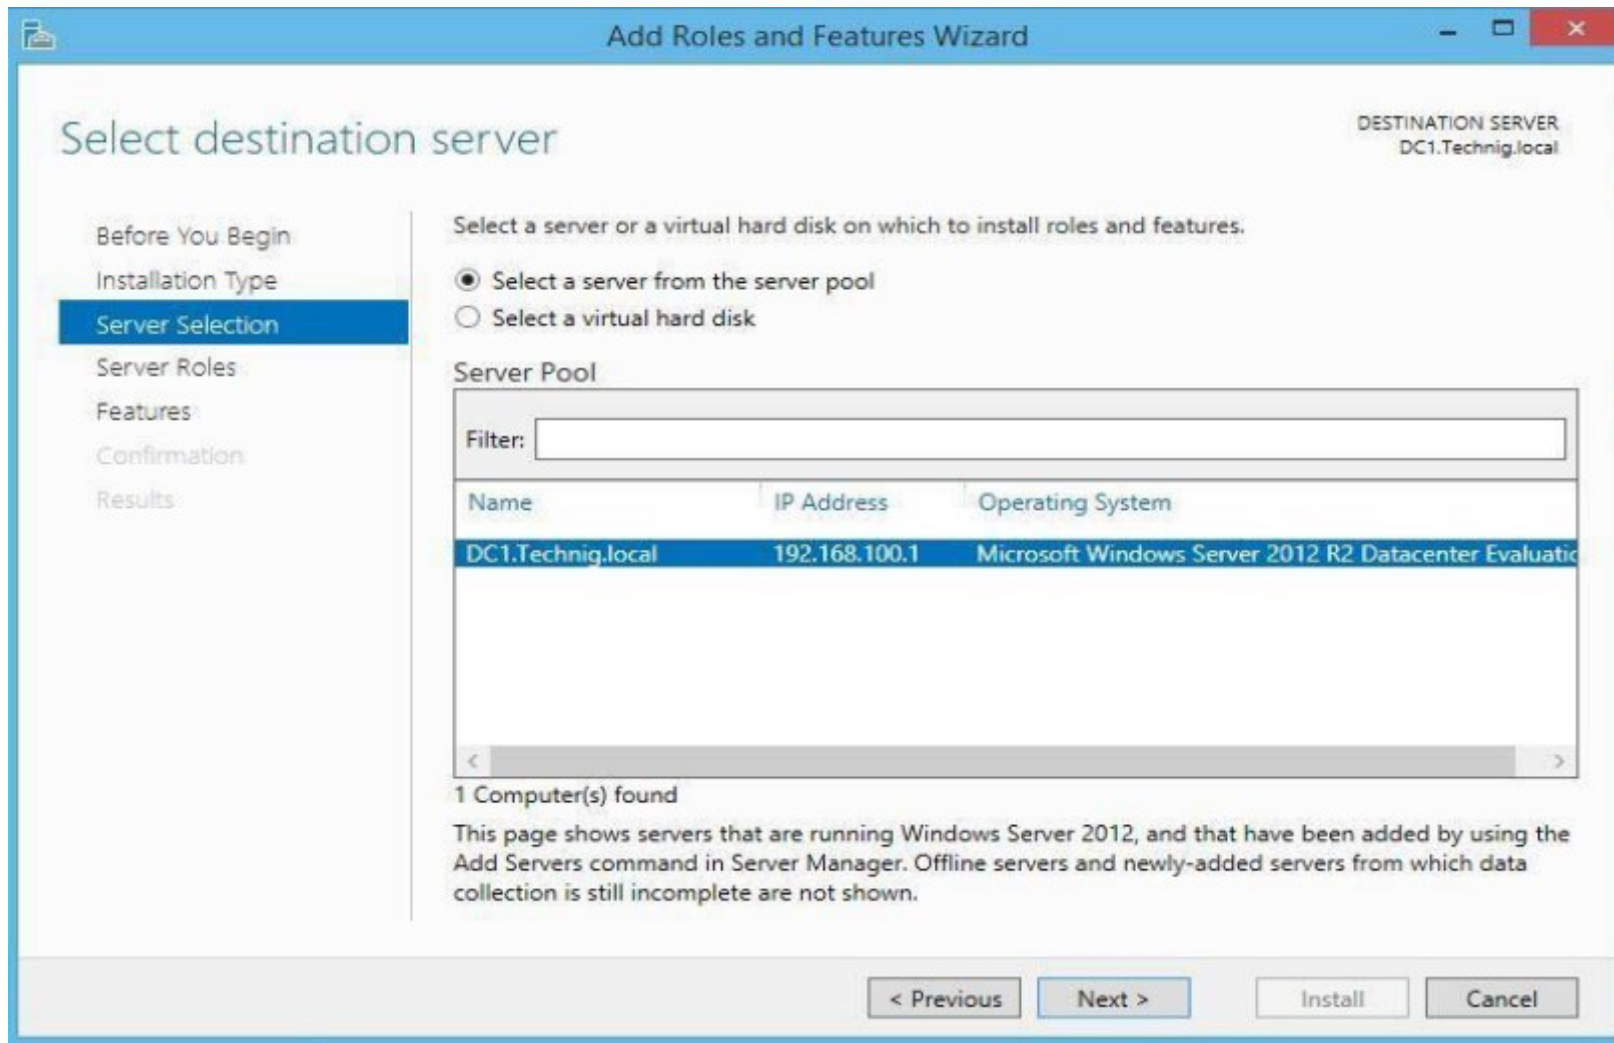 Add Roles and Features Wizard
Select destination server
DESTINATION SERVER
DC1.Technig.local
Before You Begin
Installation Type
Server Selection
Server Roles
Features
Confirmation
Results
Select a server or a virtual hard disk on which to install roles and features.
Select a server from the server pool
Select a virtual hard disk
Server Pool
Filter:
Name IP Address Operating System
DC1.Technig.local 192.168.100.1 Microsoft Windows Server 2012 R2 Datacenter Evaluatic
1 Computer(s) found
This page shows servers that are running Windows Server 2012, and that have been added by using the
Add Servers command in Server Manager. Offline servers and newly-added servers from which data
collection is still incomplete are not shown.
< Previous Next > Install Cancel